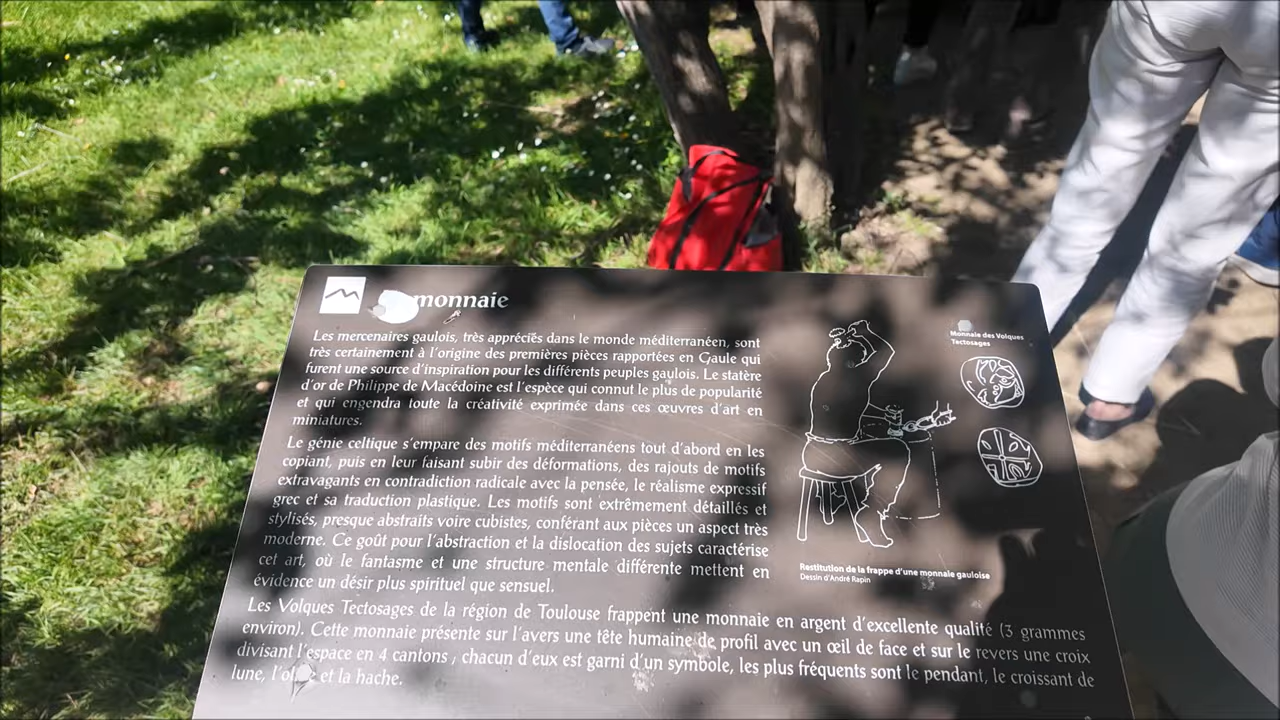 monnaie
Les mercenaires gaulois, très appréciés dans le monde méditerranéen, sont
très certainement à l'origine des premières pièces rapportées en Gaule qui
furent une source d'inspiration pour les différents peuples gaulois. Le statère
d'or de Philippe de Macédoine est l'espèce qui connut le plus de popularité
et qui engendra toute la créativité exprimée dans ces œuvres d'art en
miniatures.
Le génie celtique s'empare des motifs méditerranéens tout d'abord en les
copiant, puis en leur faisant subir des déformations, des rajouts de motifs
extravagants en contradiction radicale avec la pensée, le réalisme expressif
grec et sa traduction plastique. Les motifs sont extrêmement détaillés et
stylisés, presque abstraits voire cubistes, conférant aux pièces un aspect très
moderne. Ce goût pour l'abstraction et la dislocation des sujets caractérise
cet art, où le fantasme et une structure mentale différente mettent en
évidence un désir plus spirituel que sensuel.
Les Volques Tectosages de la région de Toulouse frappent une monnaie en argent d'excellente qualité (3 grammes
environ). Cette monnaie présente sur l'avers une tête humaine de profil avec un œil de face et sur le revers une croix
divisant l'espace en 4 cantons ; chacun d'eux est garni d'un symbole, les plus fréquents sont le pendant, le croissant de
lune, et la hache.
Monnaie des Volques
Tectosages
Restitution de la frappe d'une monnaie gauloise
Dessin d'André Rapin